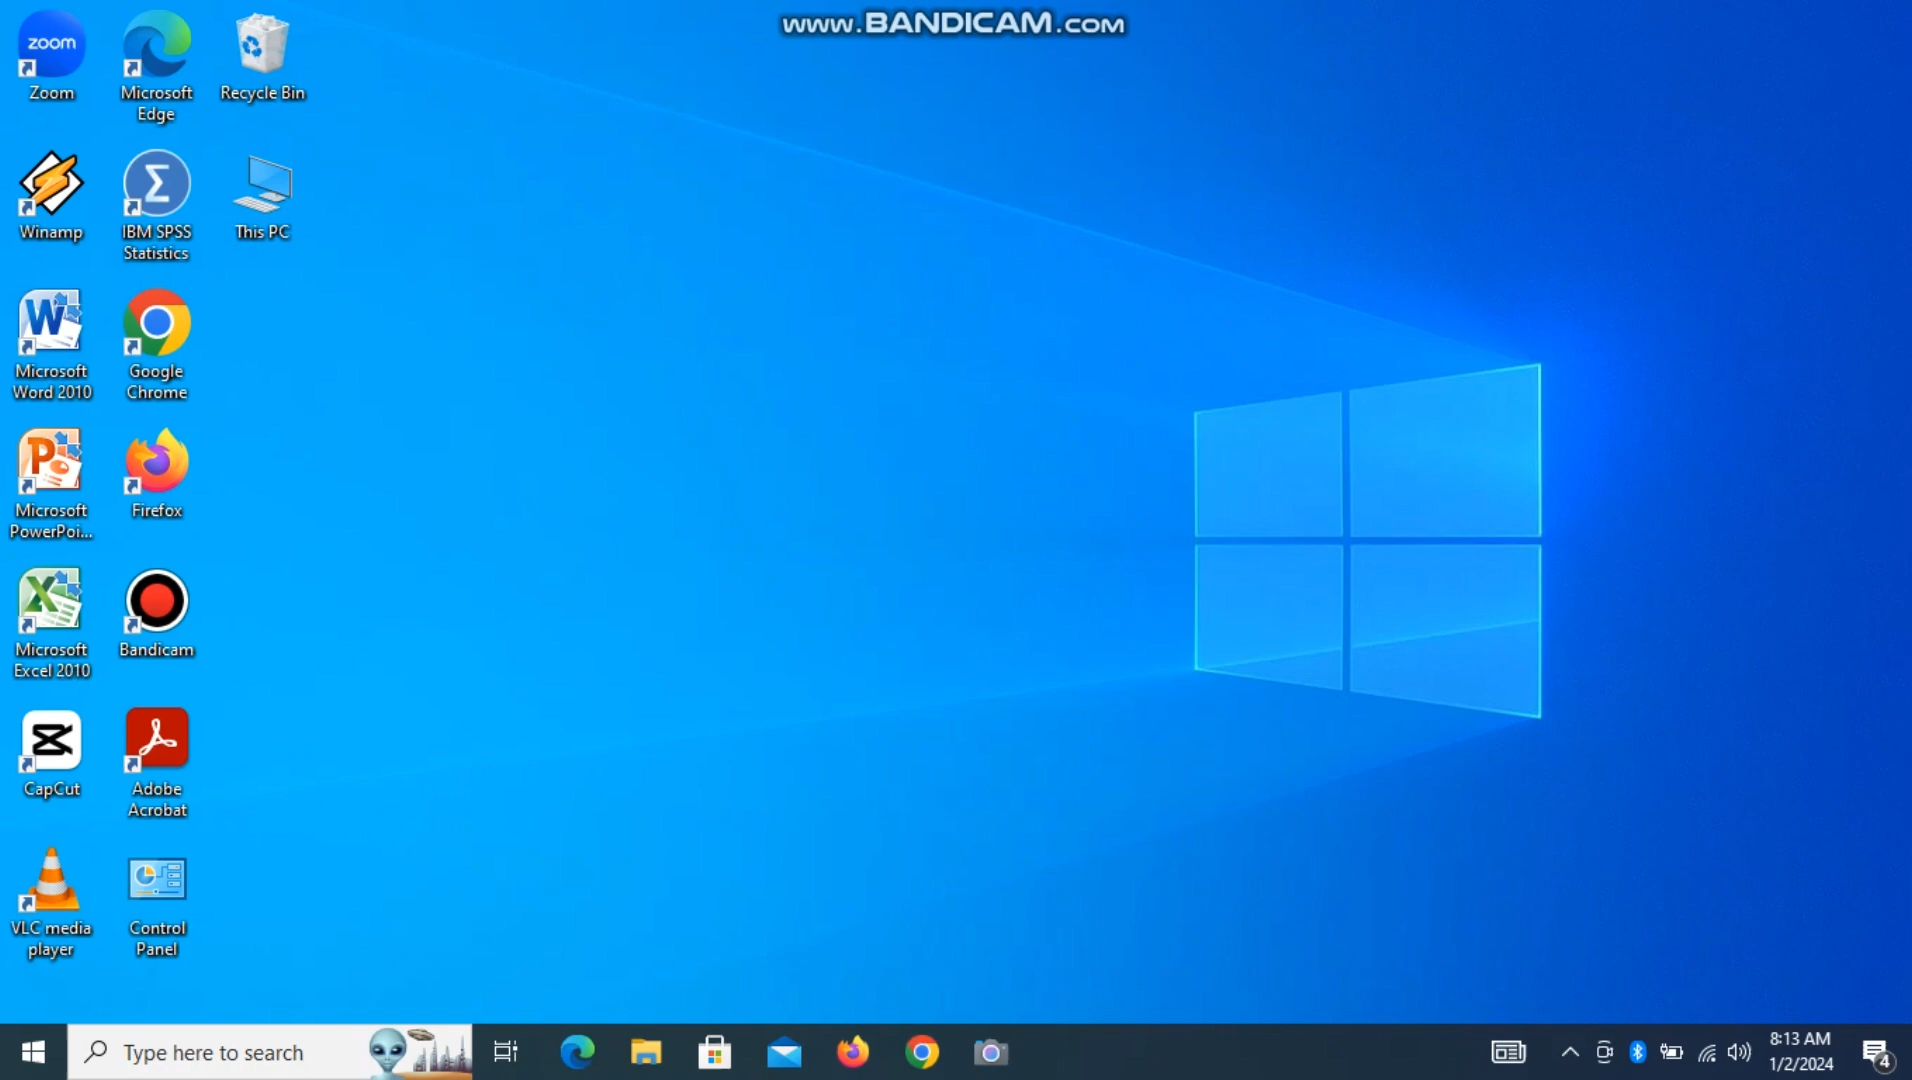 www.BANDICAM.com
zoom
Zoom
Microsoft
Edge
Recycle Bin
Winamp
Σ
IBM SPSS
Statistics
This PC
W
Microsoft
Word 2010
Google
Chrome
P
Microsoft
PowerPoi...
Firefox
X
Microsoft
Excel 2010
Bandicam
CapCut
Adobe
Acrobat
VLC media
player
Control
Panel
Type here to search
8:13 AM
1/2/2024
4